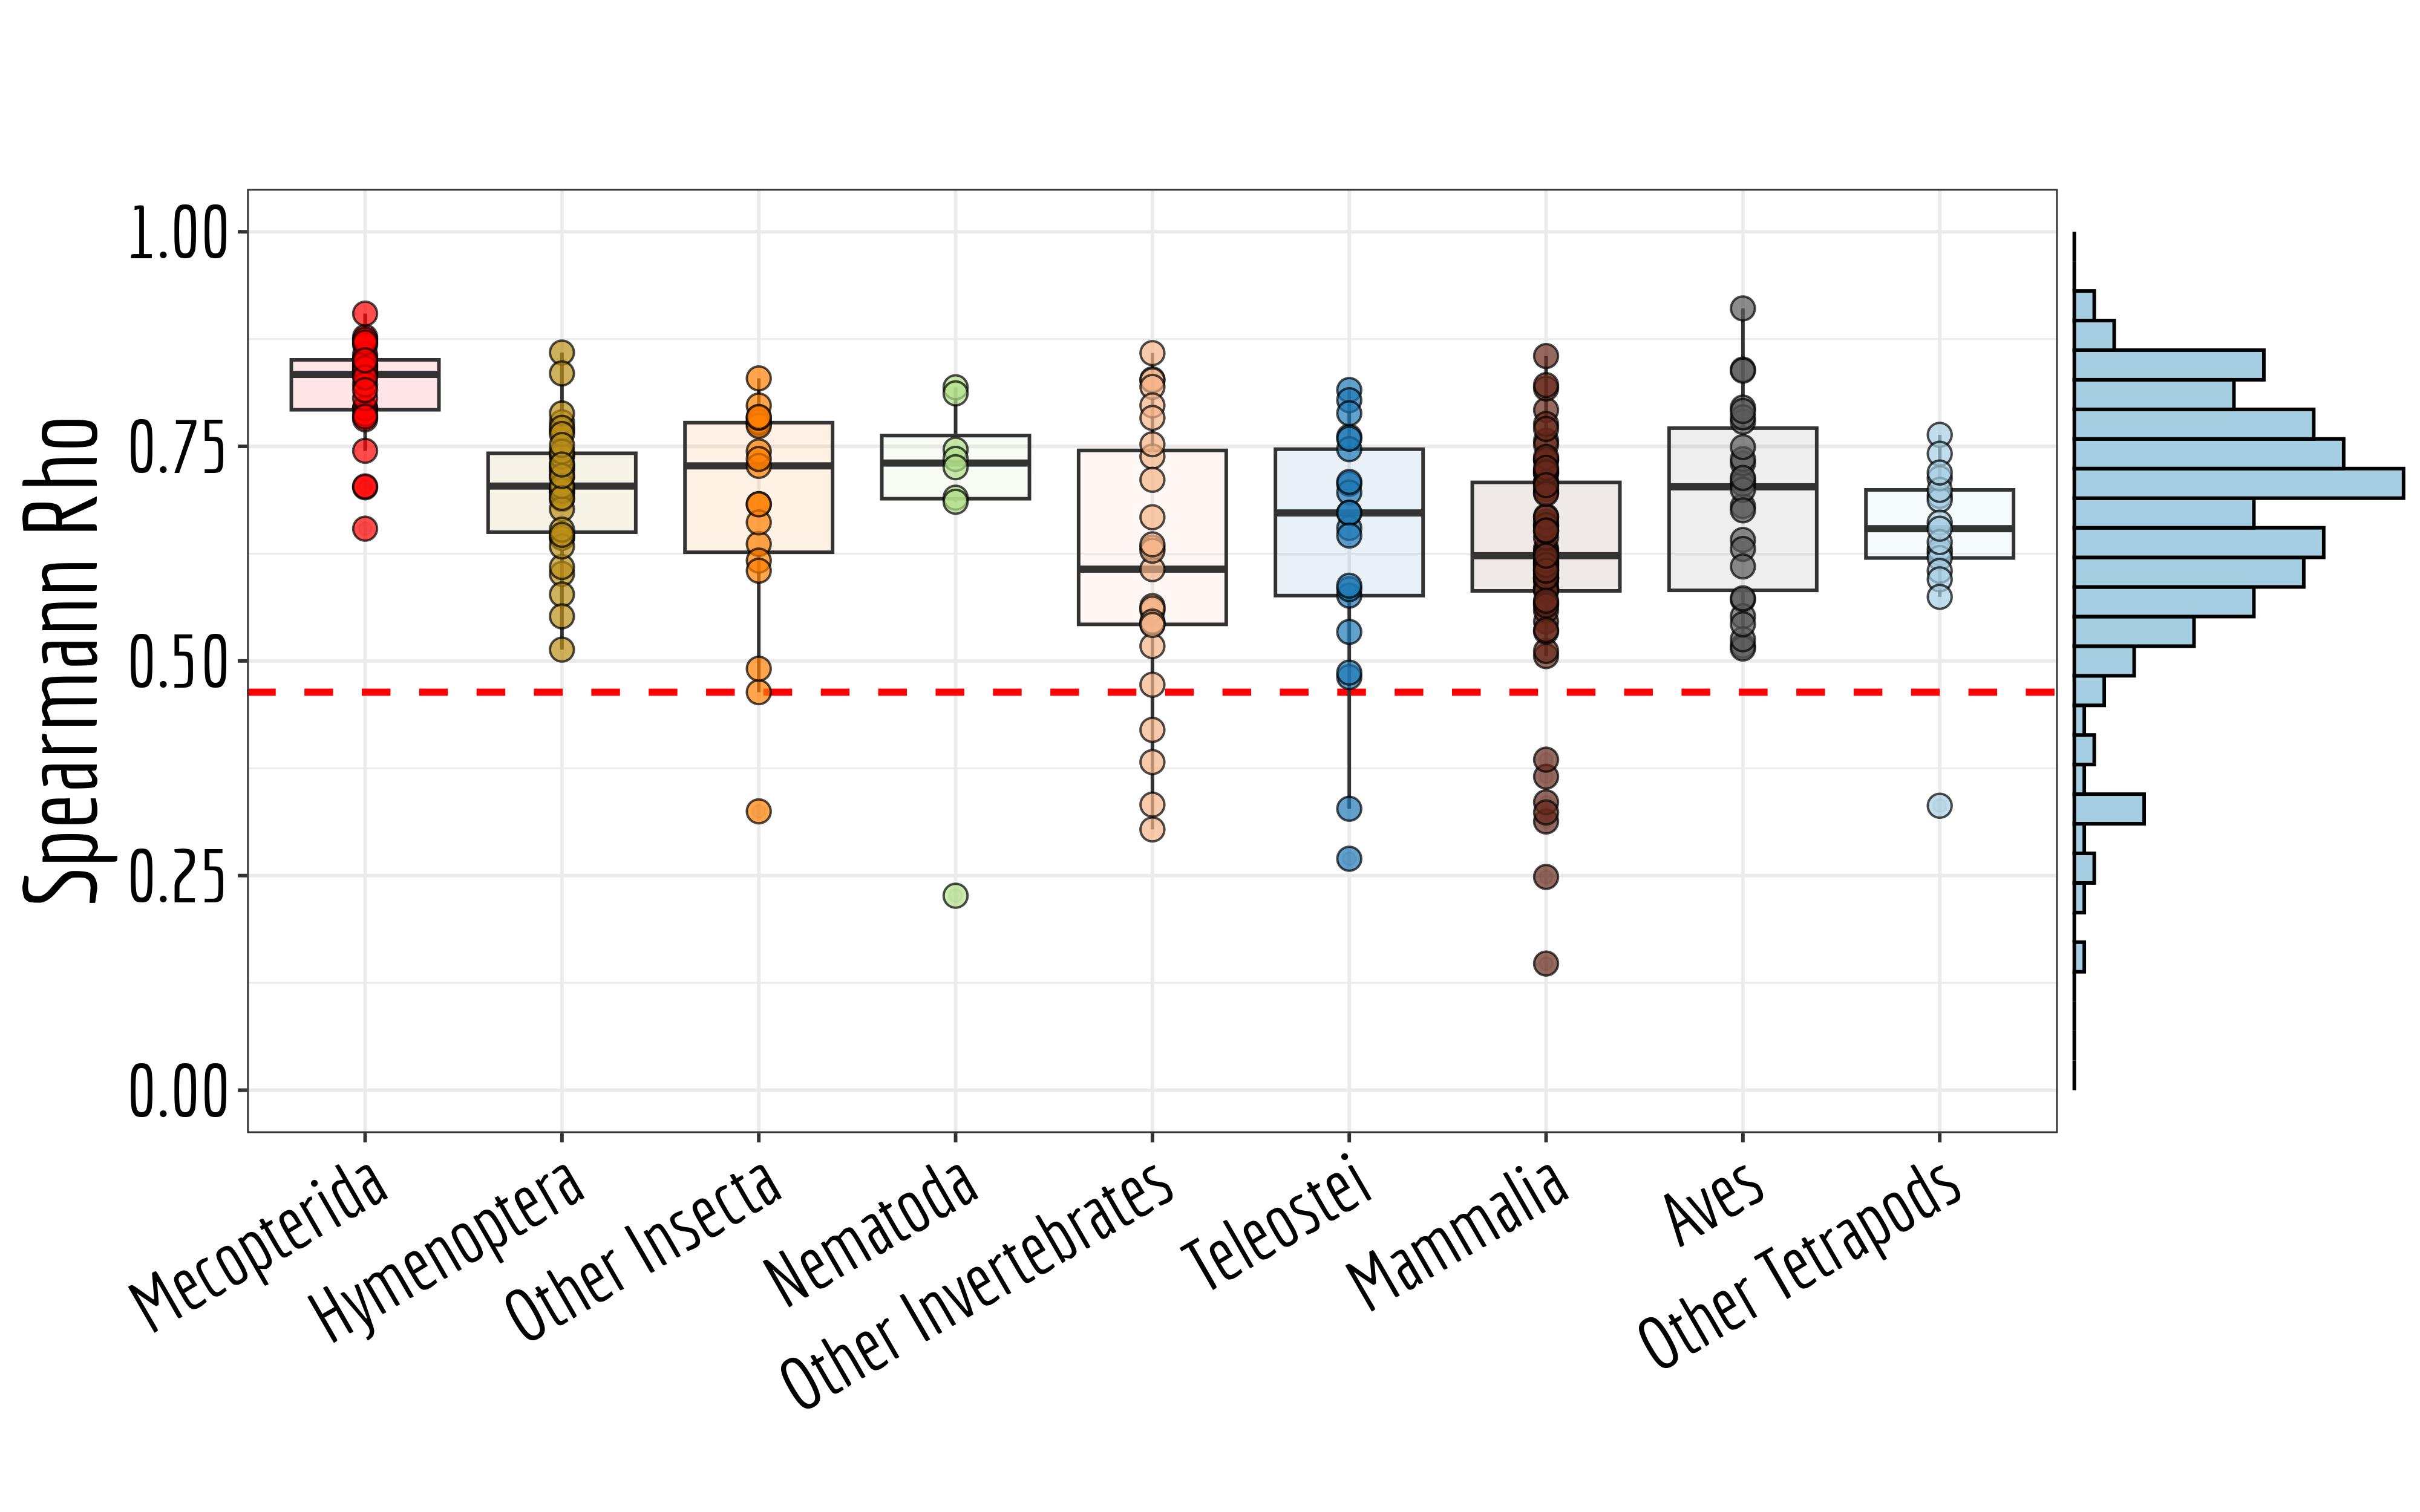 Spearmann Rho
1.00
0.75
0.50
0.25
0.00
Mecopterida
Hymenoptera
Other Insecta
Nematoda
Other Invertebrates
Teleostei
Mammalia
Aves
Other Tetrapods